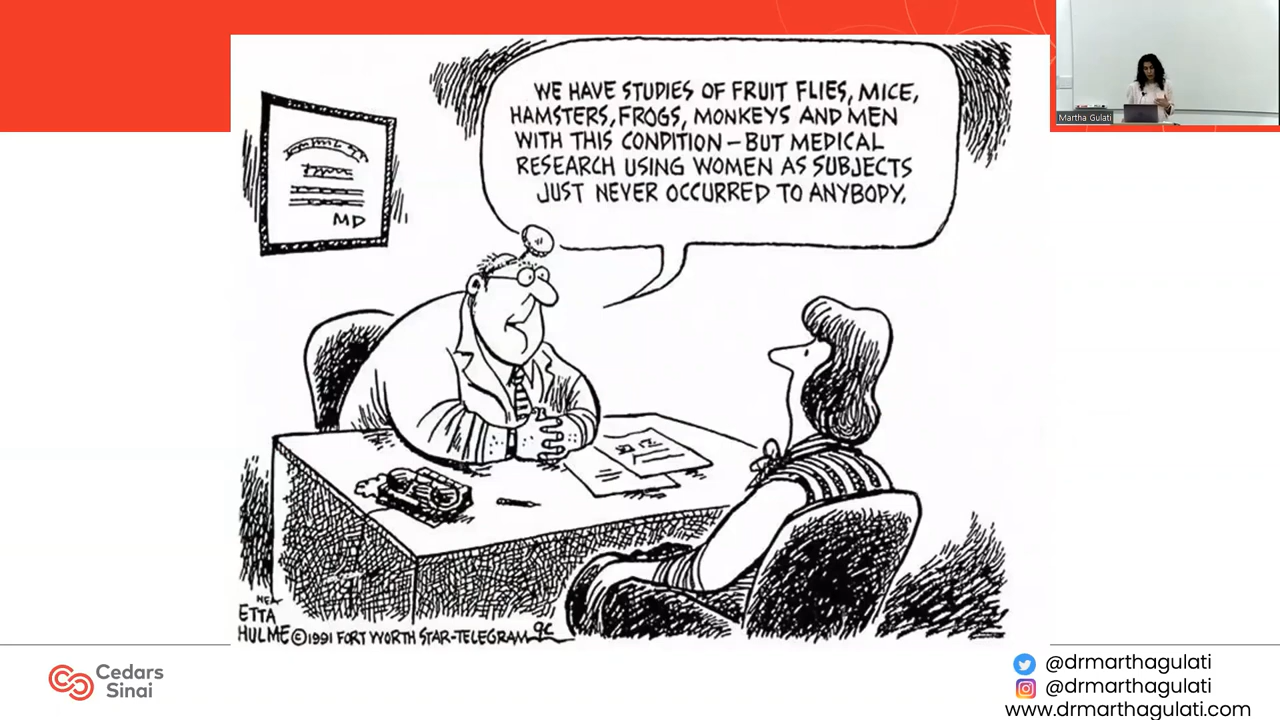 Martha Gulati
WE HAVE STUDIES OF FRUIT FLIES, MICE,
HAMSTERS, FROGS, MONKEYS AND MEN
WITH THIS CONDITION – BUT MEDICAL
RESEARCH USING WOMEN AS SUBJECTS
JUST NEVER OCCURRED TO ANYBODY.
MD
NEA
ETTA
HULME © 1991 FORT WORTH STAR-TELEGRAM
Cedars
Sinai
@drmarthagulati
@drmarthagulati
www.drmarthagulati.com